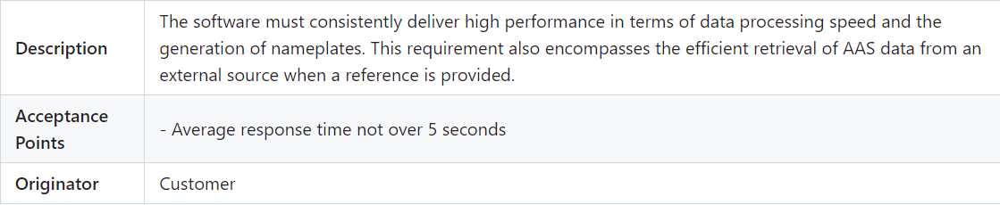 Description
The software must consistently deliver high performance in terms of data processing speed and the
generation of nameplates. This requirement also encompasses the efficient retrieval of AAS data from an
external source when a reference is provided.
Acceptance
Points
- Average response time not over 5 seconds
Originator
Customer